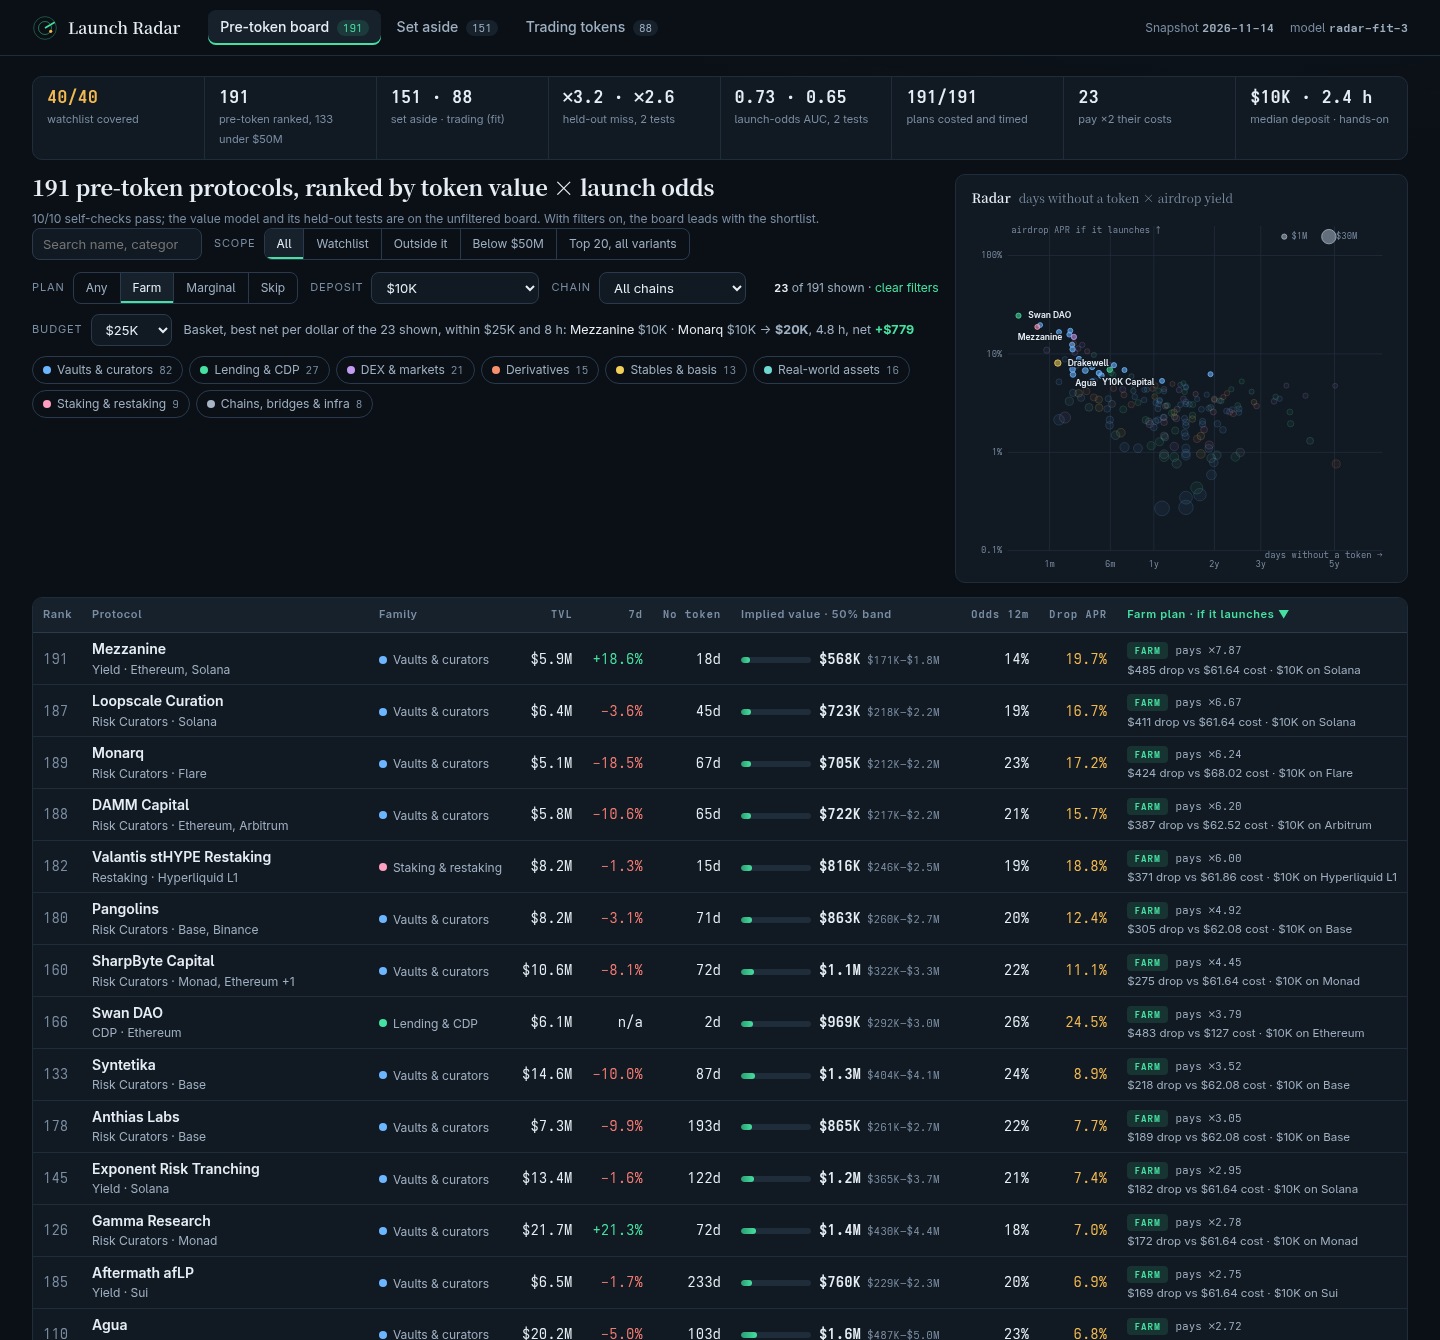 Launch Radar
Pre-token board 191
Set aside 151
Trading tokens 88
Snapshot 2026-11-14 model radar-fit-3
40/40
watchlist covered
191
pre-token ranked, 133
under $50M
151 · 88
set aside · trading (fit)
×3.2 · ×2.6
held-out miss, 2 tests
0.73 · 0.65
launch-odds AUC, 2 tests
191/191
plans costed and timed
23
pay ×2 their costs
$10K · 2.4 h
median deposit · hands-on
191 pre-token protocols, ranked by token value × launch odds
10/10 self-checks pass; the value model and its held-out tests are on the unfiltered board. With filters on, the board leads with the shortlist.
Search name, categor
SCOPE All Watchlist Outside it Below $50M Top 20, all variants
PLAN Any Farm Marginal Skip DEPOSIT $10K CHAIN All chains 23 of 191 shown · clear filters
BUDGET $25K Basket, best net per dollar of the 23 shown, within $25K and 8 h: Mezzanine $10K · Monarq $10K → $20K, 4.8 h, net +$779
Vaults & curators 82
Lending & CDP 27
DEX & markets 21
Derivatives 15
Stables & basis 13
Real-world assets 16
Staking & restaking 9
Chains, bridges & infra 8
Radar days without a token × airdrop yield
airdrop APR if it launches ↑
$1M
$30M
100%
10%
1%
0.1%
Swan DAO
Mezzanine
Drakewell
Agua
Y10K Capital
days without a token →
1m 6m 1y 2y 3y 5y
Rank Protocol Family TVL 7d No token Implied value · 50% band Odds 12m Drop APR Farm plan · if it launches ▼
191 Mezzanine Vaults & curators $5.9M +18.6% 18d $568K $171K–$1.8M 14% 19.7% FARM pays ×7.87
Yield · Ethereum, Solana $485 drop vs $61.64 cost · $10K on Solana
187 Loopscale Curation Vaults & curators $6.4M −3.6% 45d $723K $218K–$2.2M 19% 16.7% FARM pays ×6.67
Risk Curators · Solana $411 drop vs $61.64 cost · $10K on Solana
189 Monarq Vaults & curators $5.1M −18.5% 67d $705K $212K–$2.2M 23% 17.2% FARM pays ×6.24
Risk Curators · Flare $424 drop vs $68.02 cost · $10K on Flare
188 DAMM Capital Vaults & curators $5.8M −10.6% 65d $722K $217K–$2.2M 21% 15.7% FARM pays ×6.20
Risk Curators · Ethereum, Arbitrum $387 drop vs $62.52 cost · $10K on Arbitrum
182 Valantis stHYPE Restaking Staking & restaking $8.2M −1.3% 15d $816K $246K–$2.5M 19% 18.8% FARM pays ×6.00
Restaking · Hyperliquid L1 $371 drop vs $61.86 cost · $10K on Hyperliquid L1
180 Pangolins Vaults & curators $8.2M −3.1% 71d $863K $260K–$2.7M 20% 12.4% FARM pays ×4.92
Risk Curators · Base, Binance $305 drop vs $62.08 cost · $10K on Base
160 SharpByte Capital Vaults & curators $10.6M −8.1% 72d $1.1M $322K–$3.3M 22% 11.1% FARM pays ×4.45
Risk Curators · Monad, Ethereum +1 $275 drop vs $61.64 cost · $10K on Monad
166 Swan DAO Lending & CDP $6.1M n/a 2d $969K $292K–$3.0M 26% 24.5% FARM pays ×3.79
CDP · Ethereum $483 drop vs $127 cost · $10K on Ethereum
133 Syntetika Vaults & curators $14.6M −10.0% 87d $1.3M $404K–$4.1M 24% 8.9% FARM pays ×3.52
Risk Curators · Base $218 drop vs $62.08 cost · $10K on Base
178 Anthias Labs Vaults & curators $7.3M −9.9% 193d $865K $261K–$2.7M 22% 7.7% FARM pays ×3.05
Risk Curators · Base $189 drop vs $62.08 cost · $10K on Base
145 Exponent Risk Tranching Vaults & curators $13.4M −1.6% 122d $1.2M $365K–$3.7M 21% 7.4% FARM pays ×2.95
Yield · Solana $182 drop vs $61.64 cost · $10K on Solana
126 Gamma Research Vaults & curators $21.7M +21.3% 72d $1.4M $430K–$4.4M 18% 7.0% FARM pays ×2.78
Risk Curators · Monad $172 drop vs $61.64 cost · $10K on Monad
185 Aftermath afLP Vaults & curators $6.5M −1.7% 233d $760K $229K–$2.3M 20% 6.9% FARM pays ×2.75
Yield · Sui $169 drop vs $61.64 cost · $10K on Sui
110 Agua Vaults & curators $20.2M −5.0% 103d $1.6M $487K–$5.0M 23% 6.8% FARM pays ×2.72